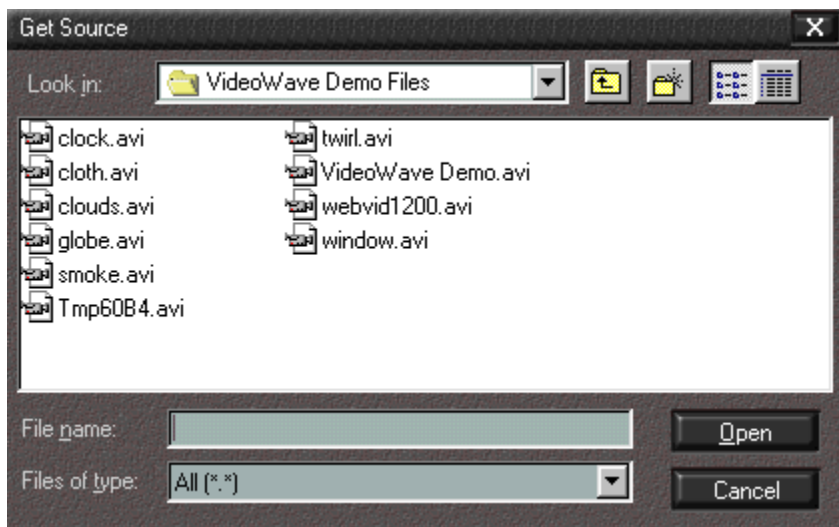 Get Source
Look in:
VideoWave Demo Files
clock.avi
cloth.avi
clouds.avi
globe.avi
smoke.avi
Tmp60B4.avi
twirl.avi
VideoWave Demo.avi
webvid1200.avi
window.avi
File name:
Open
Files of type:
All (*.*)
Cancel